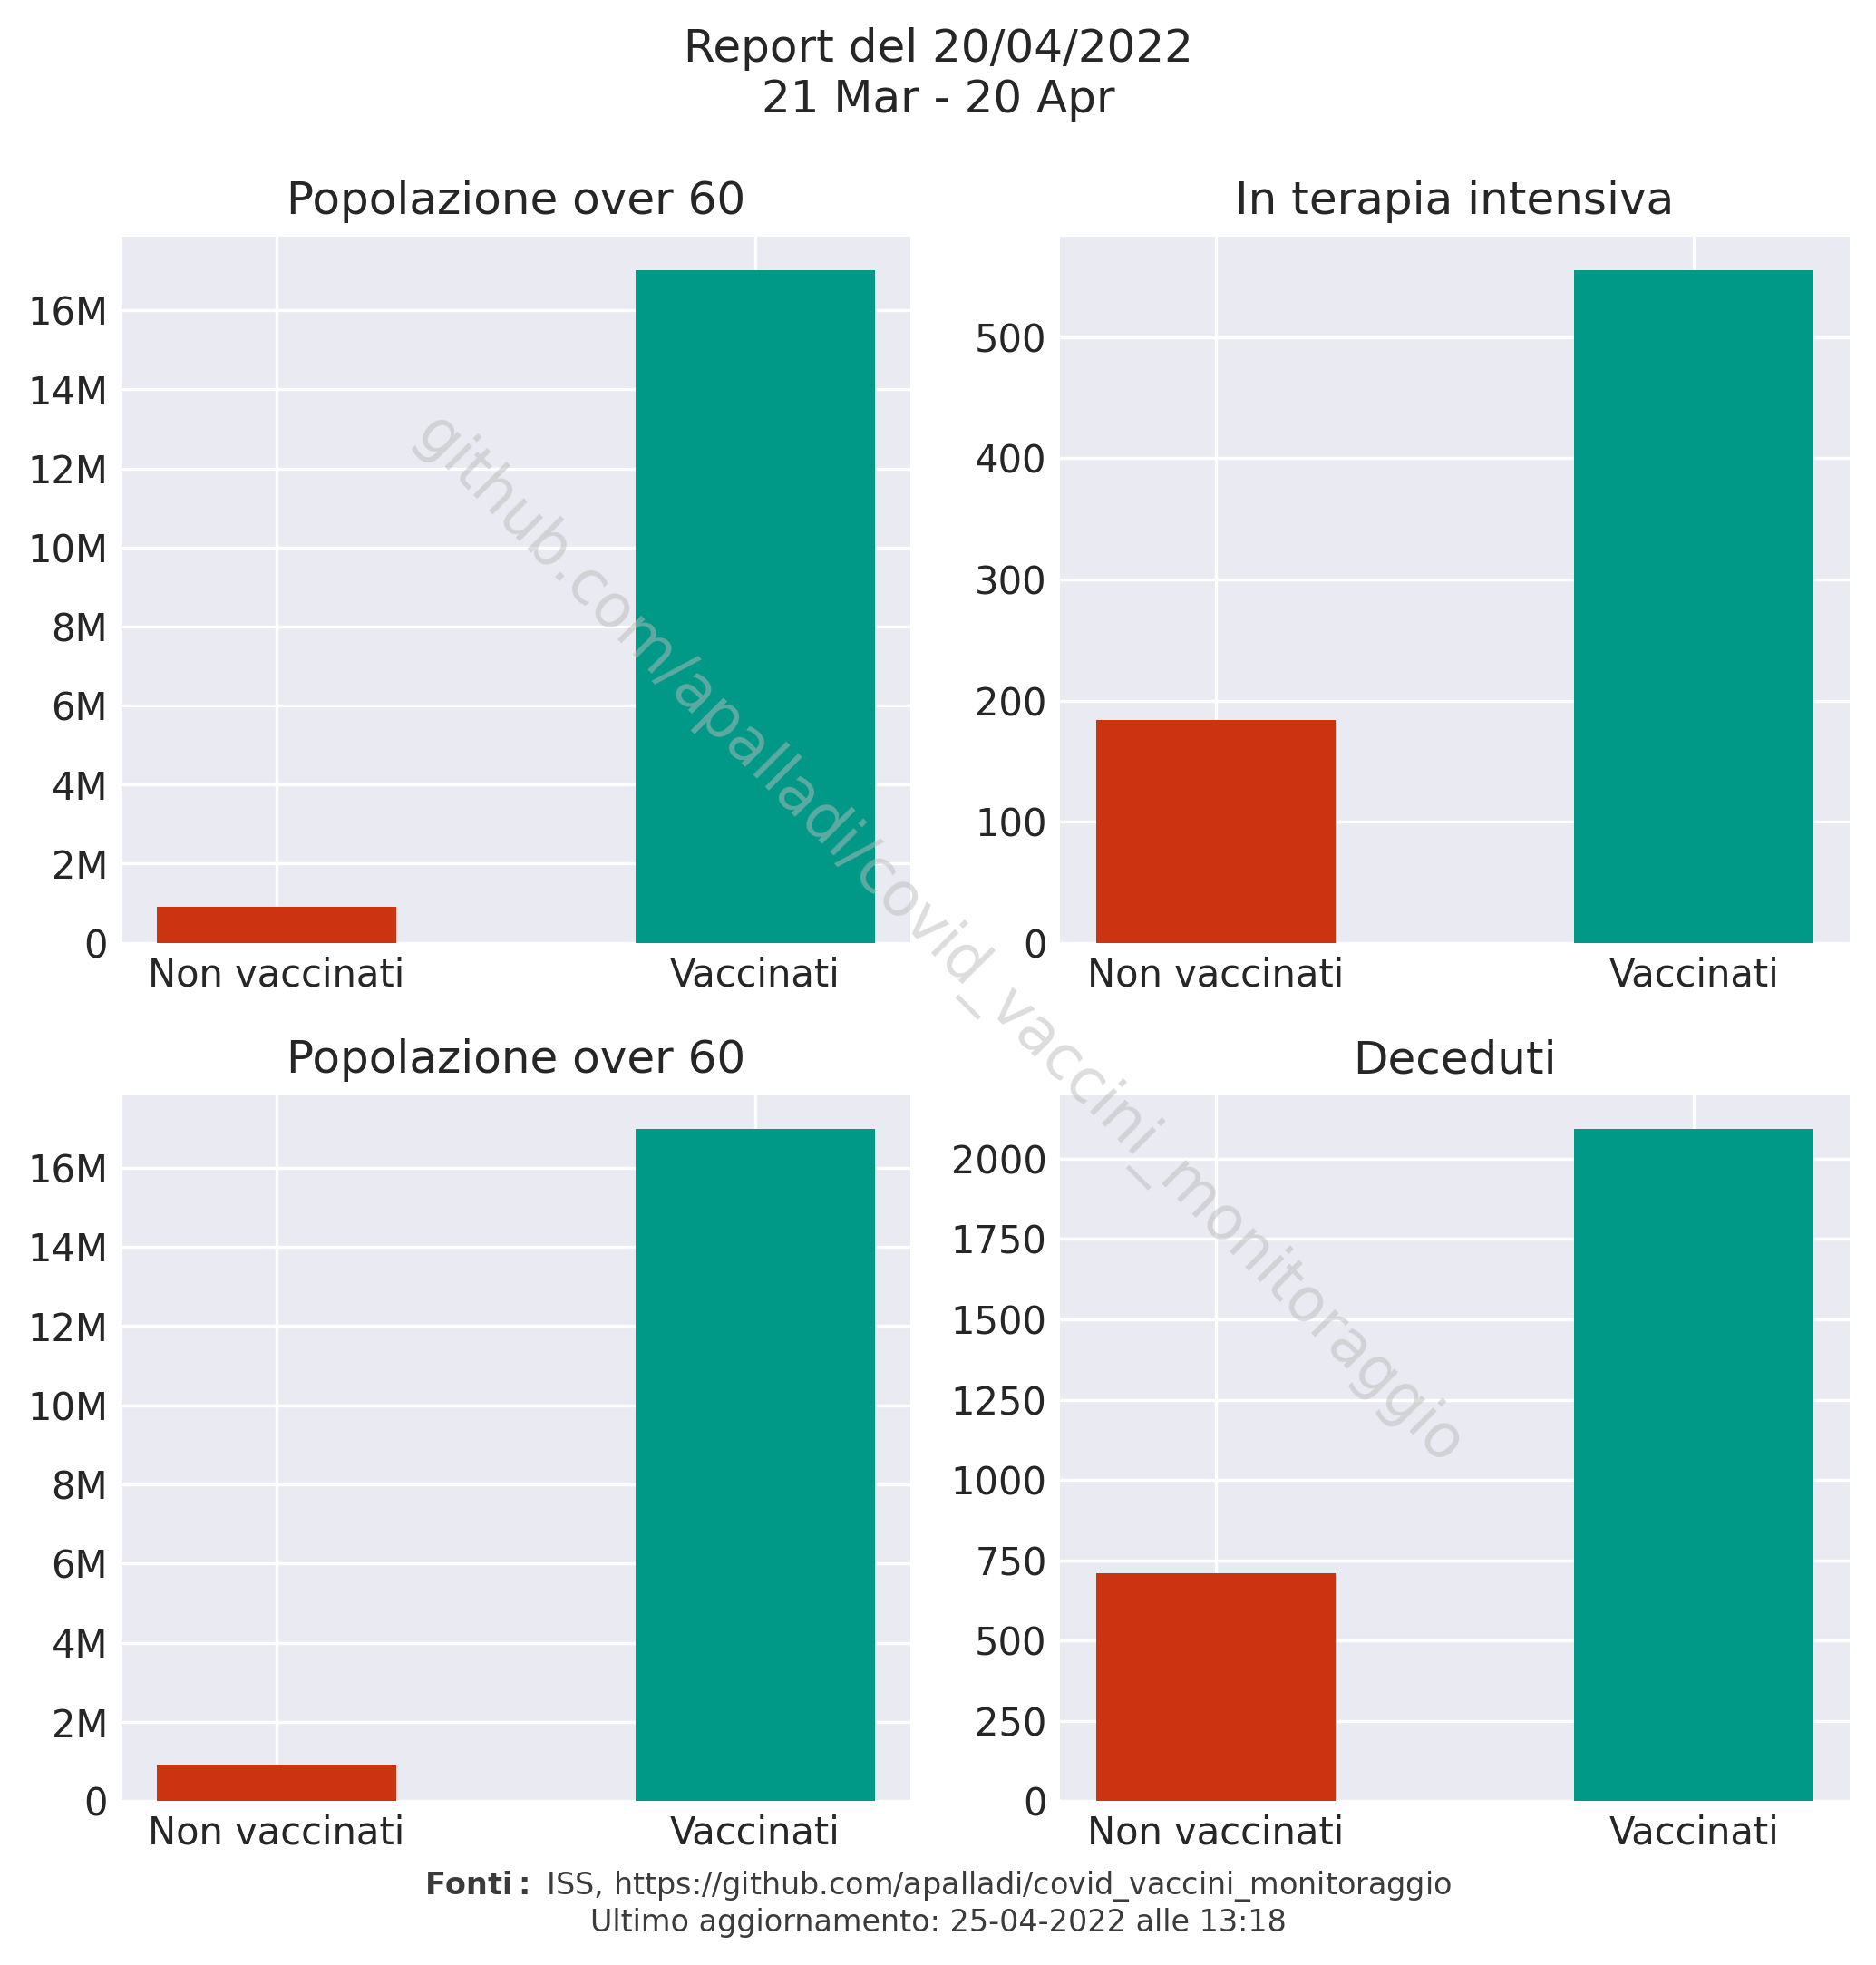 Report del 20/04/2022
21 Mar - 20 Apr
Popolazione over 60
16M
14M
12M
10M
8M
6M
4M
2M
0
Non vaccinati
Vaccinati
In terapia intensiva
500
400
300
200
100
0
Non vaccinati
Vaccinati
Popolazione over 60
16M
14M
12M
10M
8M
6M
4M
2M
0
Non vaccinati
Vaccinati
Deceduti
2000
1750
1500
1250
1000
750
500
250
0
Non vaccinati
Vaccinati
github.com/apalladi/covid_vaccini_monitoraggio
Fonti: ISS, https://github.com/apalladi/covid_vaccini_monitoraggio
Ultimo aggiornamento: 25-04-2022 alle 13:18